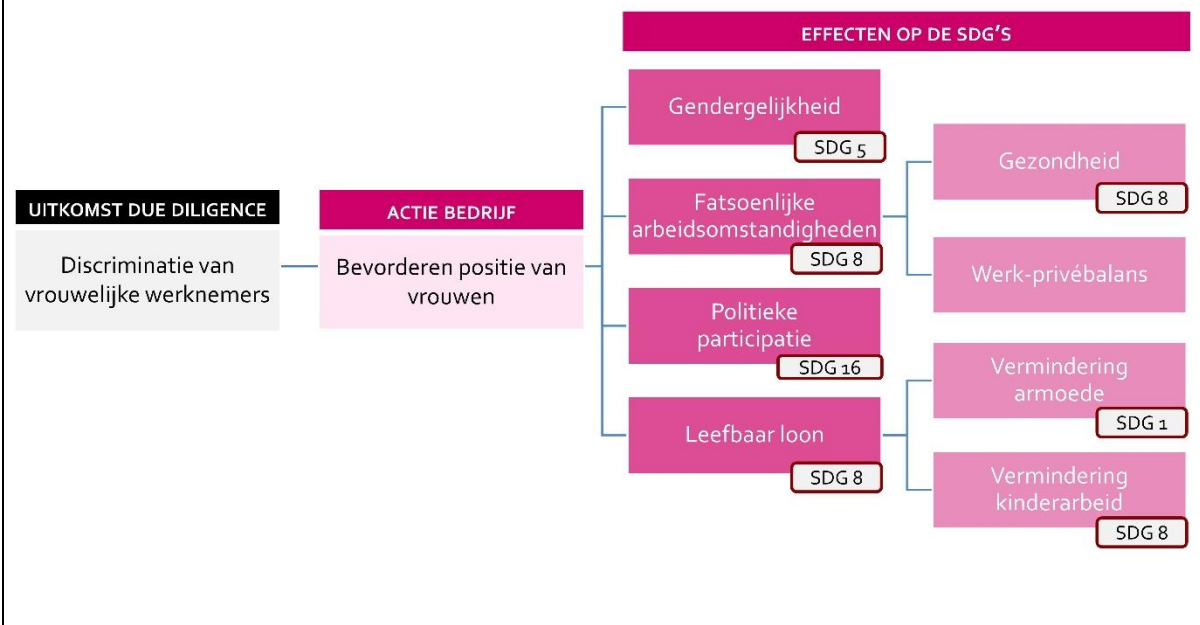 EFFECTEN OP DE SDG'S
UITKOMST DUE DILIGENCE
Discriminatie van
vrouwelijke werknemers
ACTIE BEDRIJF
Bevorderen positie van
vrouwen
Gendergelijkheid
SDG 5
Fatsoenlijke
arbeidsomstandigheden
SDG 8
Politieke
participatie
SDG 16
Leefbaar loon
SDG 8
Gezondheid
SDG 8
Werk-privébalans
Vermindering
armoede
SDG 1
Vermindering
kinderarbeid
SDG 8